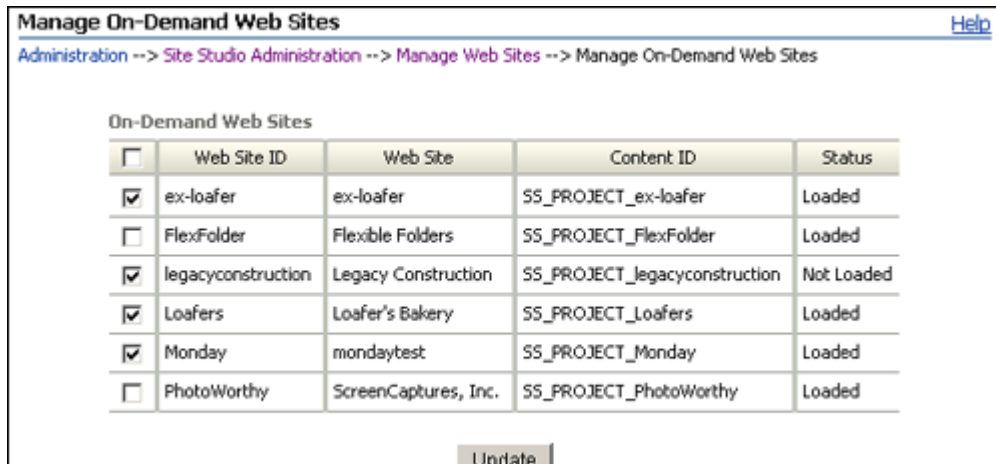 Manage On-Demand Web Sites Help
Administration --> Site Studio Administration --> Manage Web Sites --> Manage On-Demand Web Sites
On-Demand Web Sites
Web Site ID Web Site Content ID Status
ex-loafer ex-loafer SS_PROJECT_ex-loafer Loaded
FlexFolder Flexible Folders SS_PROJECT_FlexFolder Loaded
legacyconstruction Legacy Construction SS_PROJECT_legacyconstruction Not Loaded
Loafers Loafer's Bakery SS_PROJECT_Loafers Loaded
Monday mondaytest SS_PROJECT_Monday Loaded
PhotoWorthy ScreenCaptures, Inc. SS_PROJECT_PhotoWorthy Loaded
Update